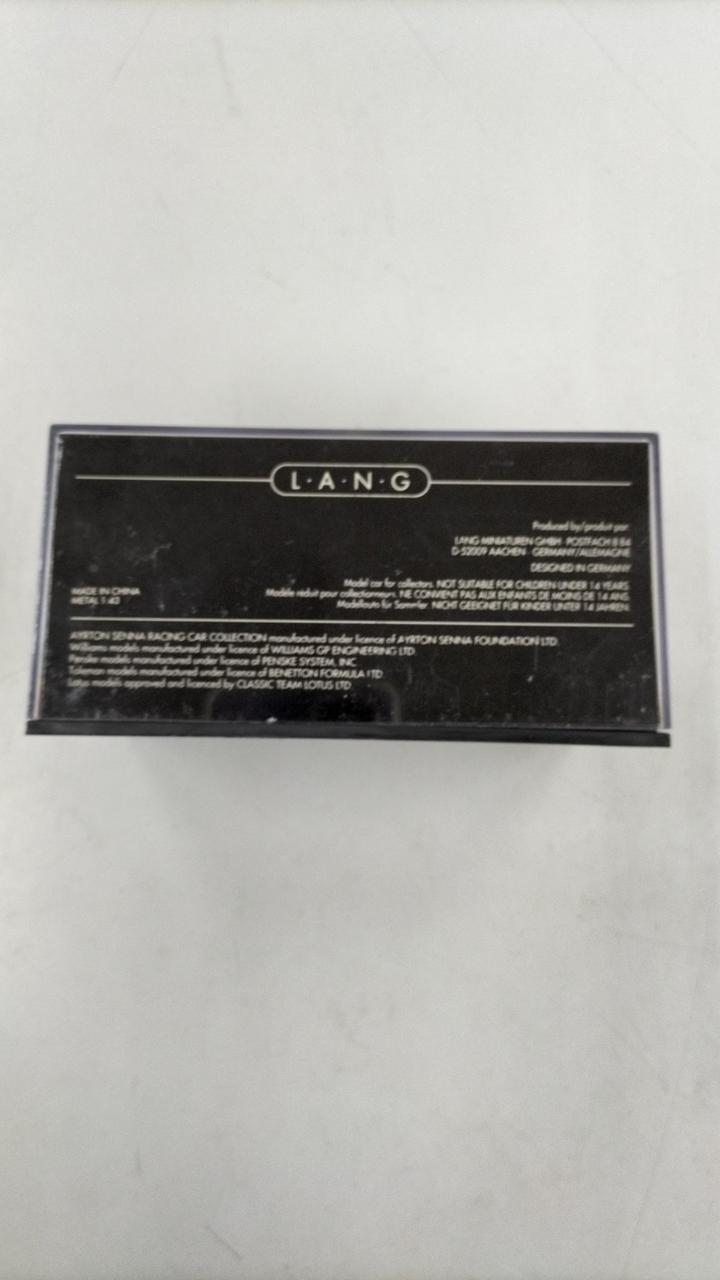 L·A·N·G
Produced by/produit par:
LANG MINIATUREN GMBH · POSTFACH
D-52009 AACHEN · GERMANY/ALLEMAGNE
DESIGNED IN GERMANY
Model car for collectors. NOT SUITABLE FOR CHILDREN UNDER 14 YEARS.
Modèle réduit pour collectionneurs. NE CONVIENT PAS AUX ENFANTS DE MOINS DE 14 ANS.
Modellauto für Sammler. NICHT GEEIGNET FÜR KINDER UNTER 14 JAHREN.
MADE IN CHINA
METAL 1:43
AYRTON SENNA RACING CAR COLLECTION manufactured under licence of AYRTON SENNA FOUNDATION LTD.
Williams models manufactured under licence of WILLIAMS GP ENGINEERING LTD.
Penske models manufactured under licence of PENSKE SYSTEM, INC.
Toleman models manufactured under licence of BENETTON FORMULA LTD.
Lotus models approved and licenced by CLASSIC TEAM LOTUS LTD.